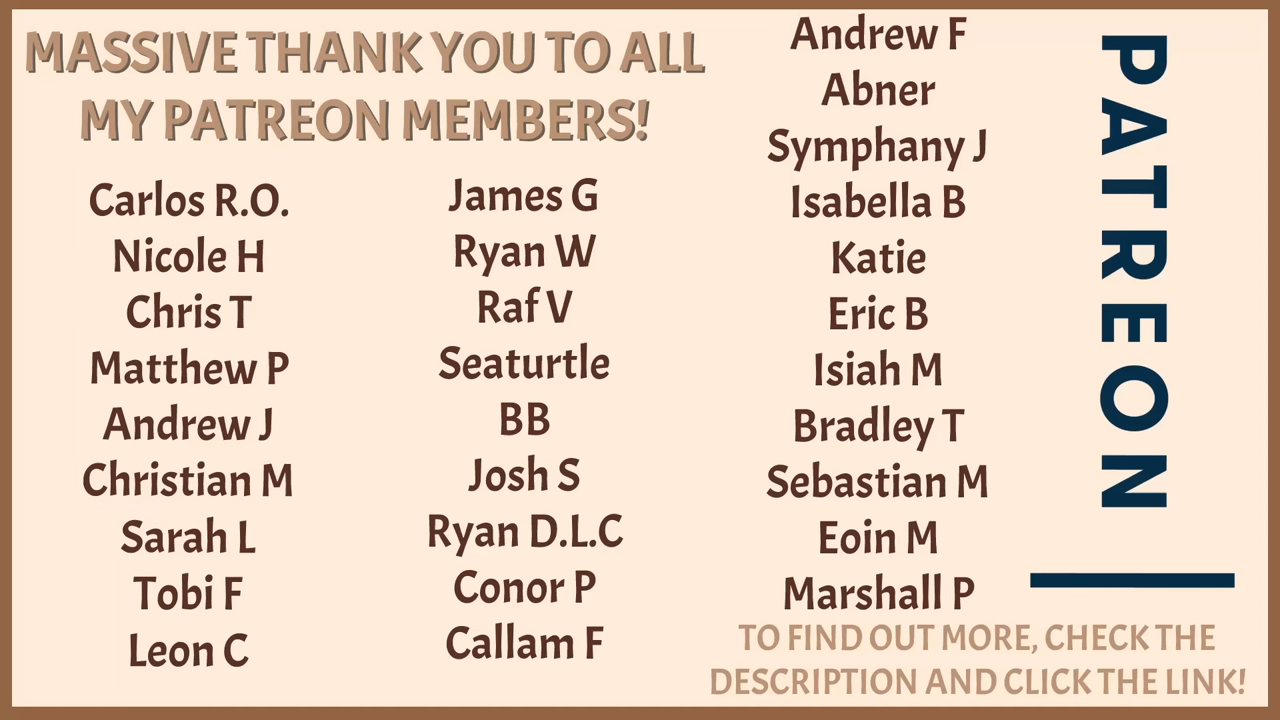 MASSIVE THANK YOU TO ALL
MY PATREON MEMBERS!
Carlos R.O.
Nicole H
Chris T
Matthew P
Andrew J
Christian M
Sarah L
Tobi F
Leon C
James G
Ryan W
Raf V
Seaturtle
BB
Josh S
Ryan D.L.C
Conor P
Callam F
Andrew F
Abner
Symphany J
Isabella B
Katie
Eric B
Isiah M
Bradley T
Sebastian M
Eoin M
Marshall P
PATREON
TO FIND OUT MORE, CHECK THE
DESCRIPTION AND CLICK THE LINK!